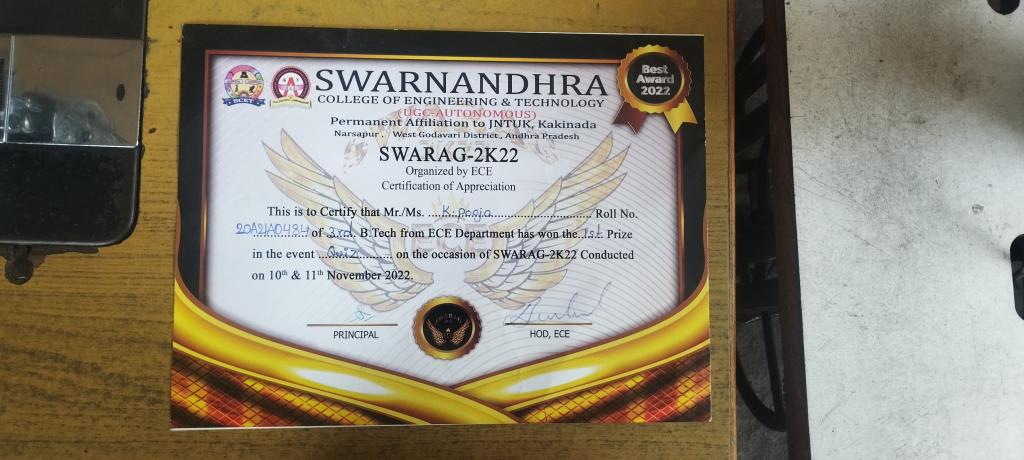 SWARNANDHRA
COLLEGE OF ENGINEERING & TECHNOLOGY
(UGC-AUTONOMOUS)
Permanent Affiliation to JNTUK, Kakinada
Narsapur, West Godavari District, Andhra Pradesh
Best
Award
2022
SCET
SWARAG-2K22
Organized by ECE
Certification of Appreciation
This is to Certify that Mr./Ms. K. pooja Roll No.
of 3rd B.Tech from ECE Department has won the 1st Prize
in the event Quiz on the occasion of SWARAG-2K22 Conducted
on 10th & 11th November 2022.
ECE
PRINCIPAL
HOD, ECE